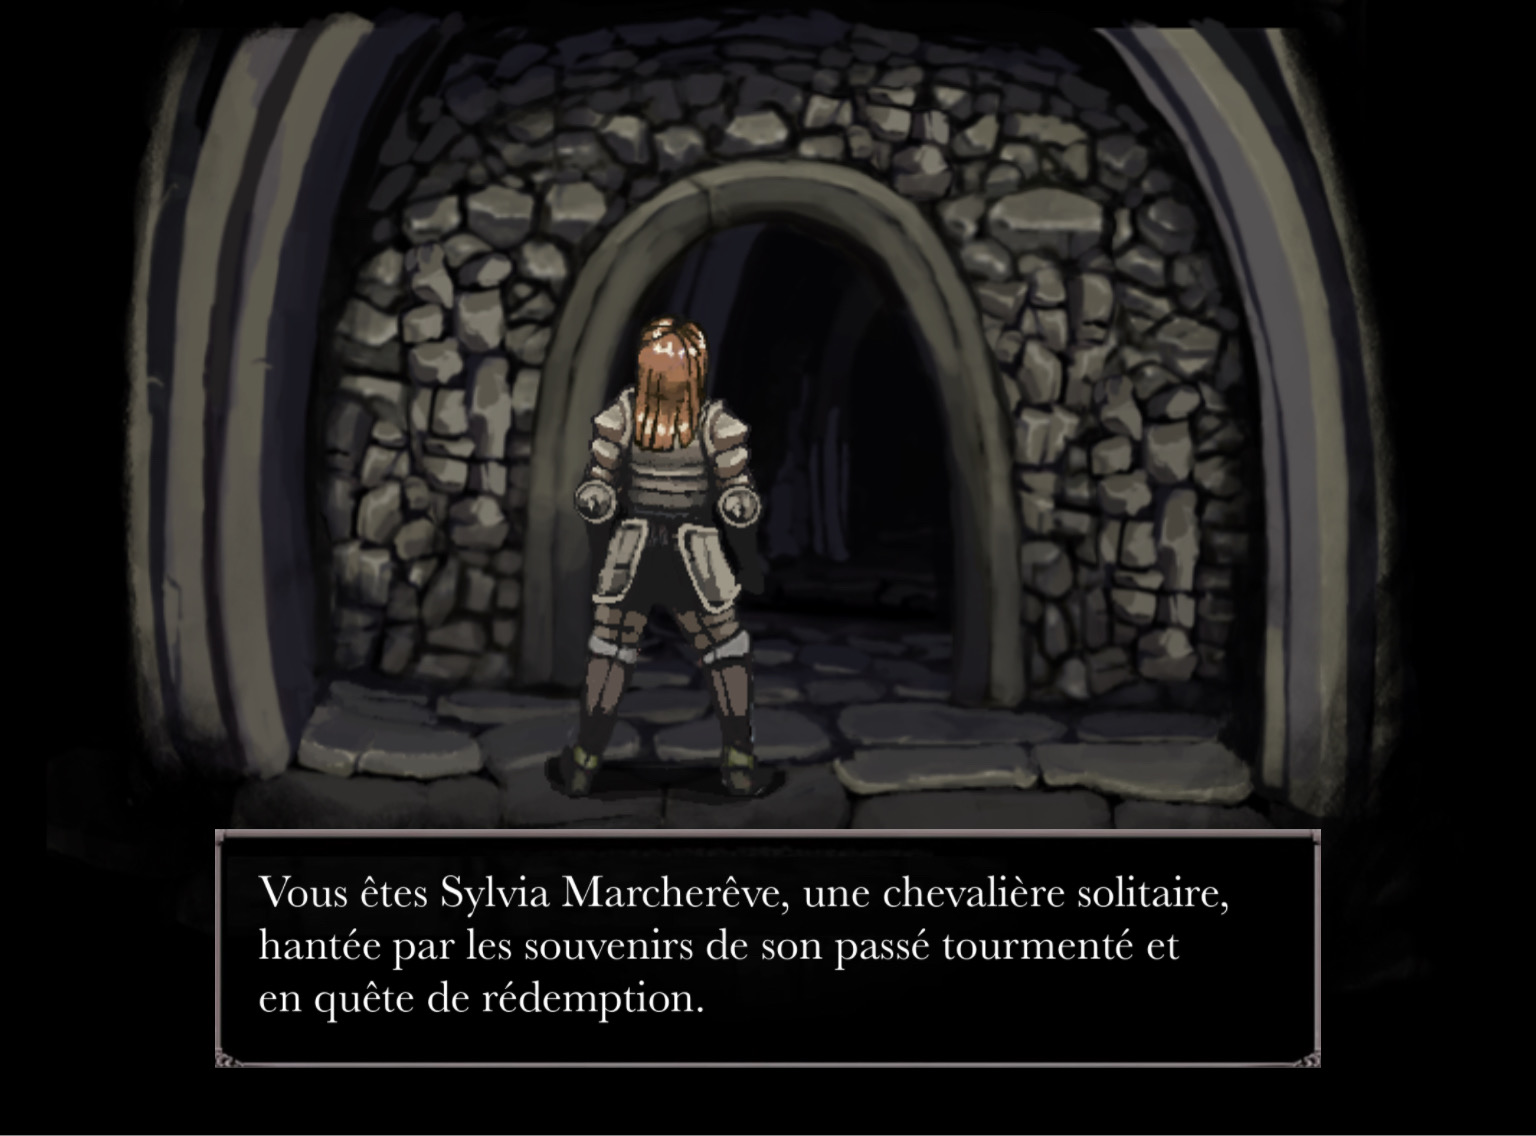 Vous êtes Sylvia Marcherêve, une chevalière solitaire,
hantée par les souvenirs de son passé tourmenté et
en quête de rédemption.